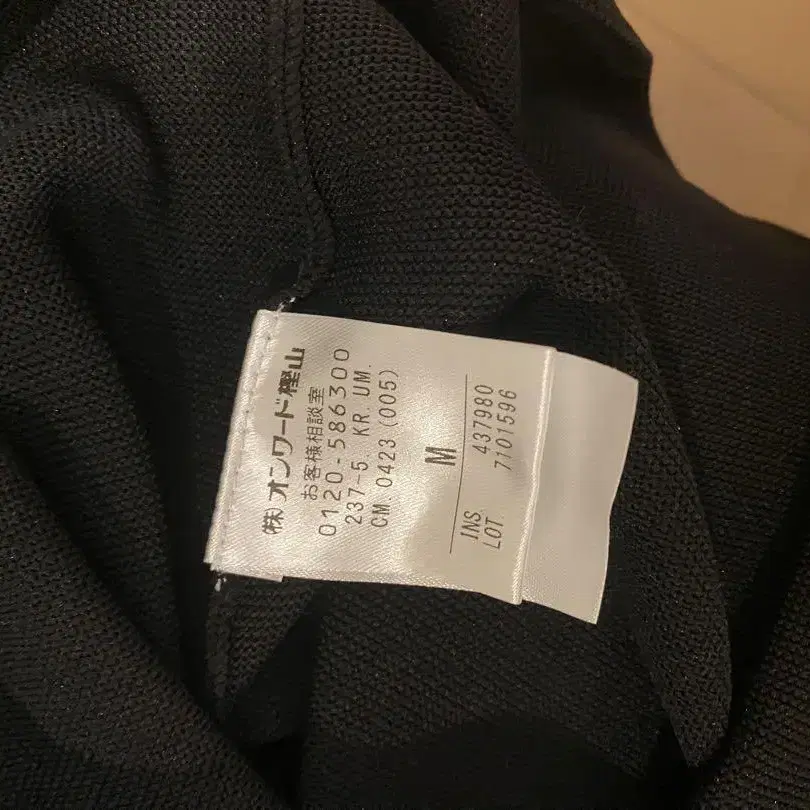 ㈱オンワード樫山
お客様相談室
0120-586300
237-5. KR. UM.
CM. 0423 (005)
M
INS 437980
LOT 7101596